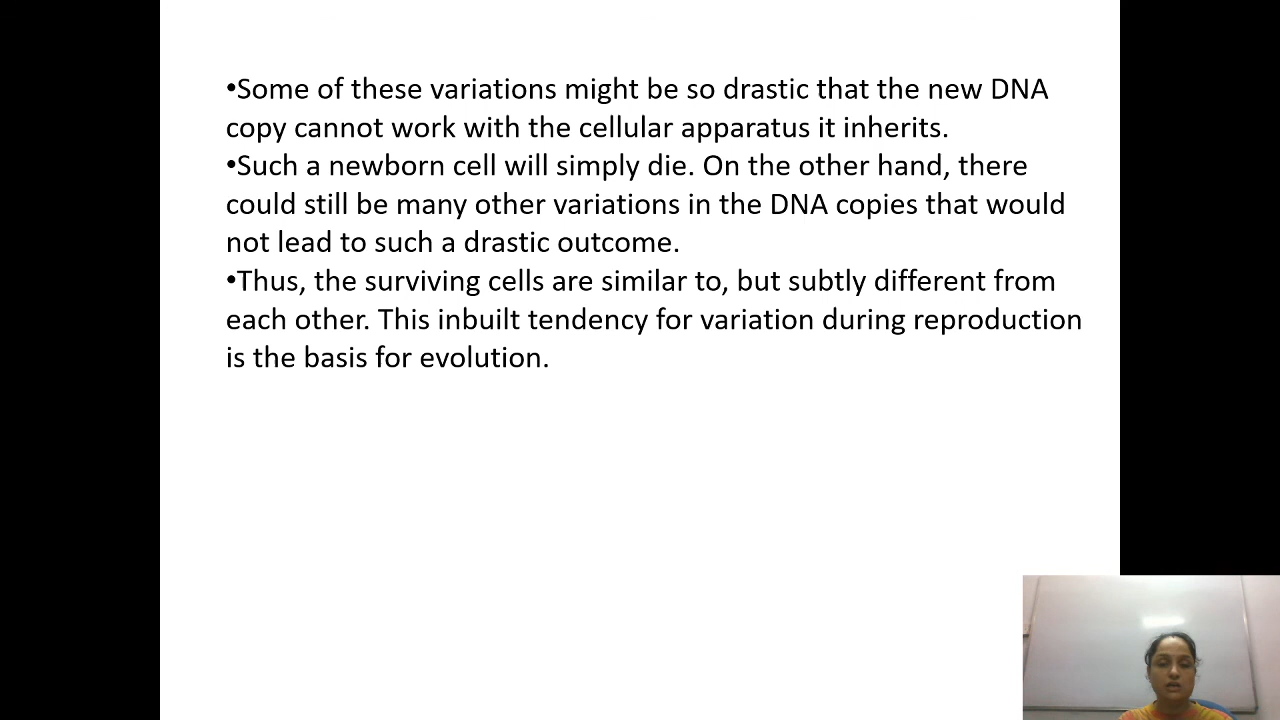 •Some of these variations might be so drastic that the new DNA
copy cannot work with the cellular apparatus it inherits.
•Such a newborn cell will simply die. On the other hand, there
could still be many other variations in the DNA copies that would
not lead to such a drastic outcome.
•Thus, the surviving cells are similar to, but subtly different from
each other. This inbuilt tendency for variation during reproduction
is the basis for evolution.